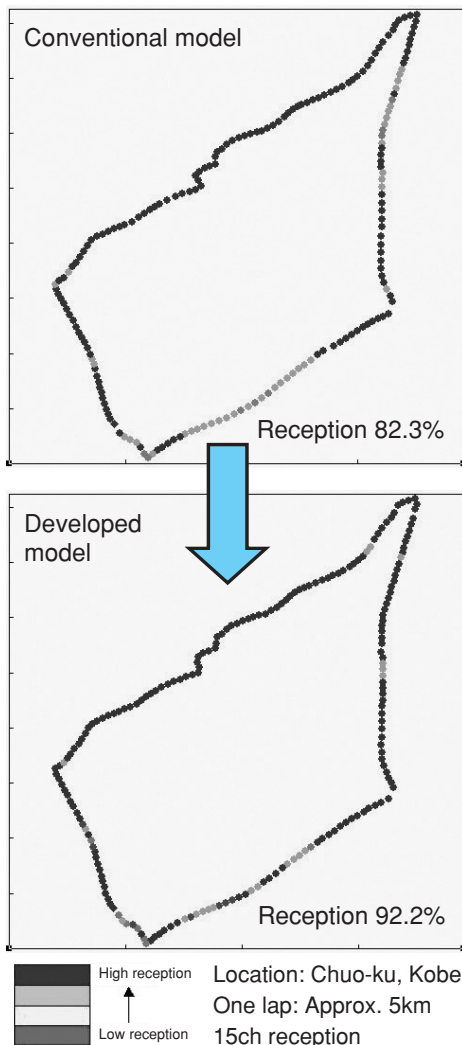 Conventional model
Reception 82.3%
Developed
model
Reception 92.2%
High reception
Low reception
Location: Chuo-ku, Kobe
One lap: Approx. 5km
15ch reception